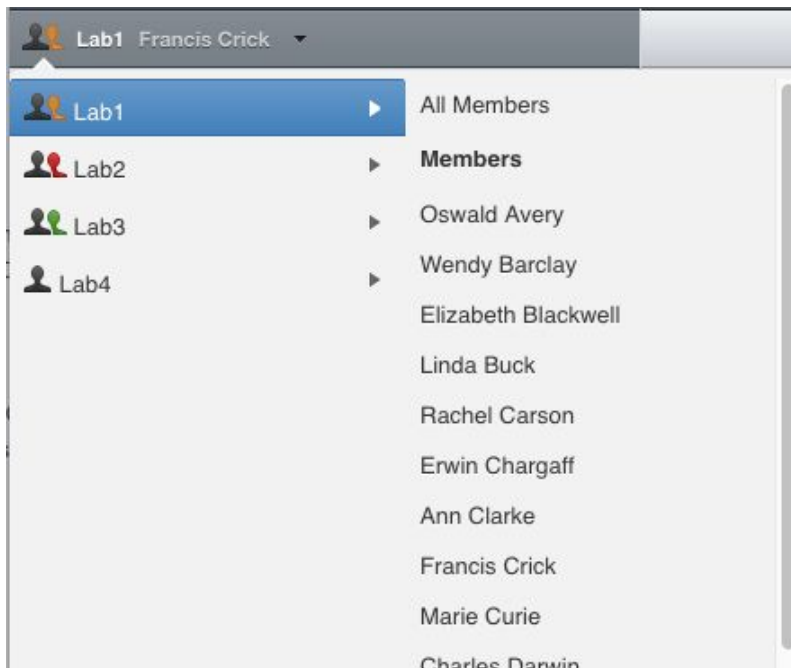 Lab1 Francis Crick
Lab1
Lab2
Lab3
Lab4
All Members
Members
Oswald Avery
Wendy Barclay
Elizabeth Blackwell
Linda Buck
Rachel Carson
Erwin Chargaff
Ann Clarke
Francis Crick
Marie Curie
Charles Darwin